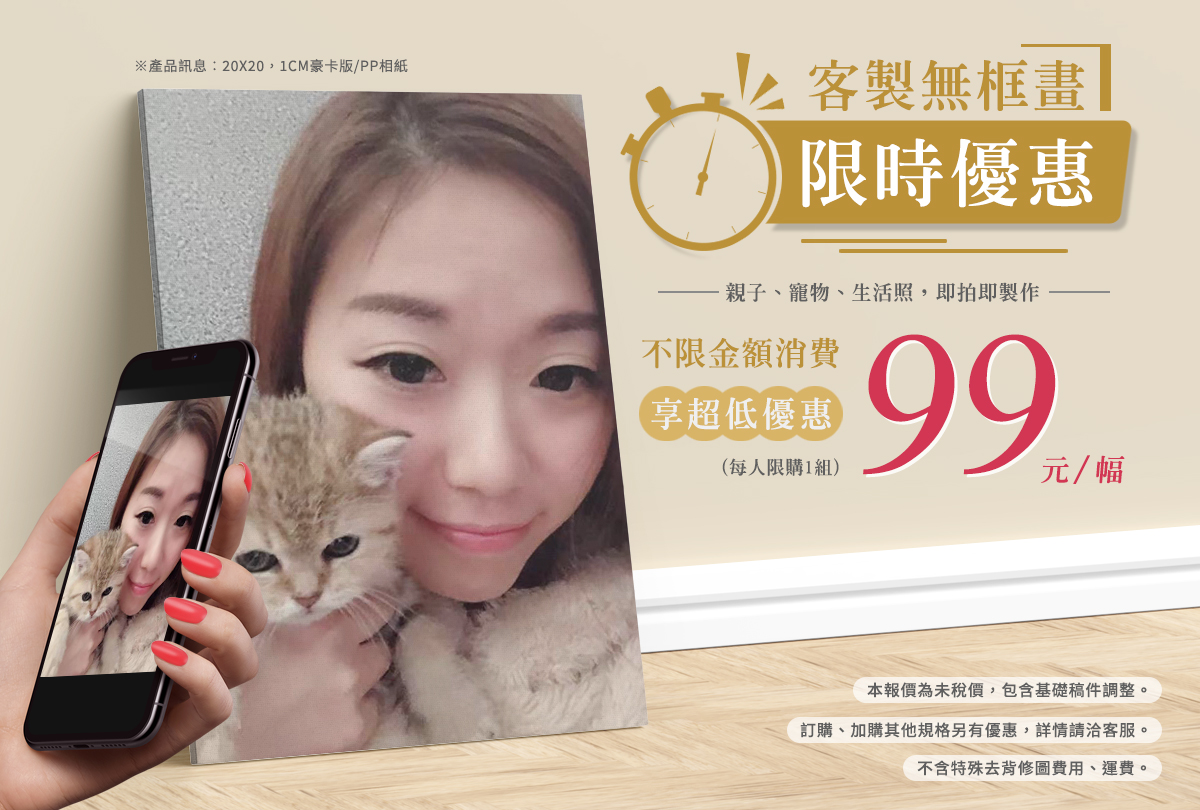 ※產品訊息：20X20，1CM豪卡版/PP相紙
客製無框畫
限時優惠
親子、寵物、生活照，即拍即製作
不限金額消費
享超低優惠
（每人限購1組）
99元/幅
本報價為未稅價，包含基礎稿件調整。
訂購、加購其他規格另有優惠，詳情請洽客服。
不含特殊去背修圖費用、運費。